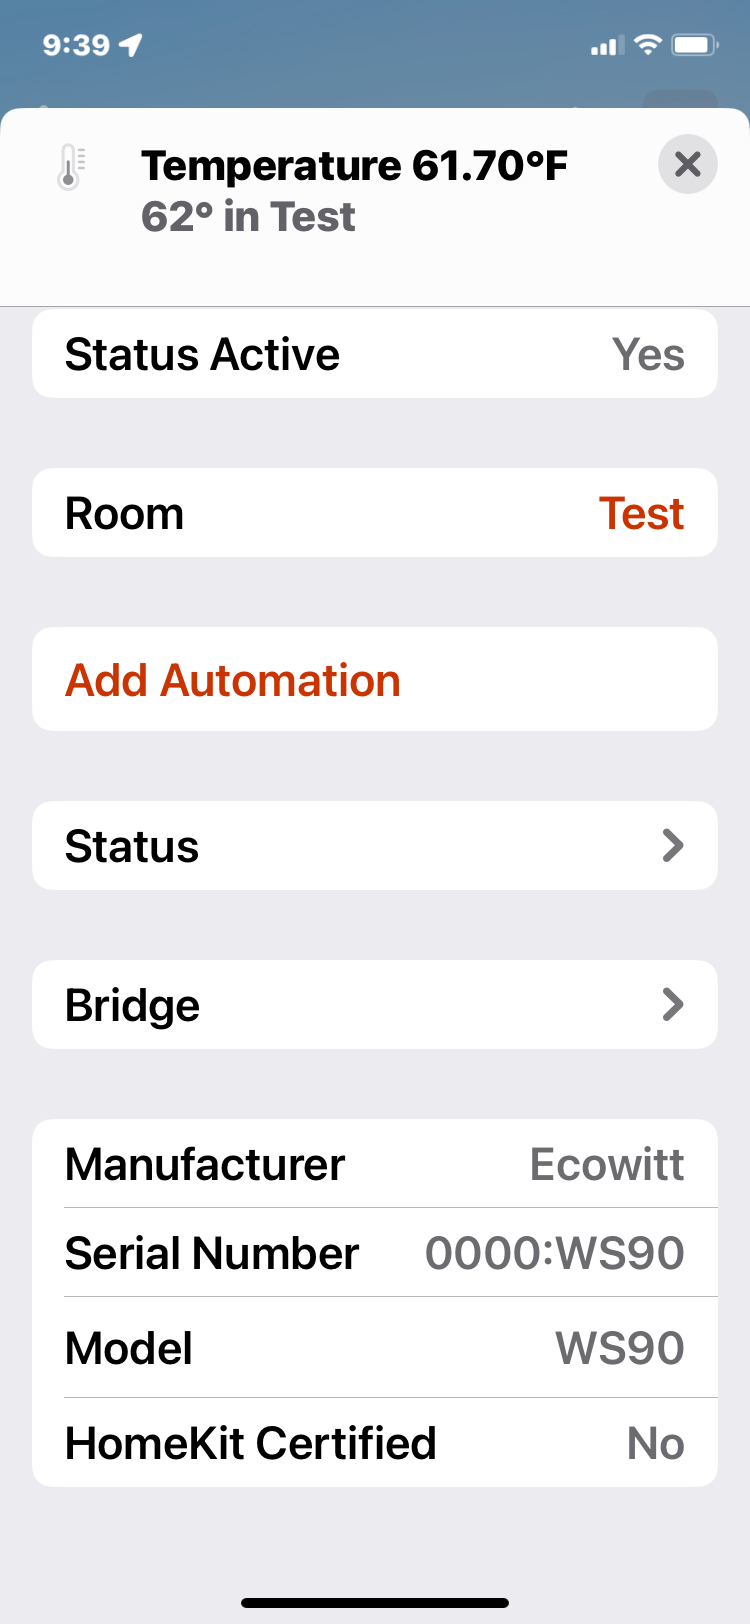 9:39
Temperature 61.70°F
62° in Test
Status Active Yes
Room Test
Add Automation
Status
Bridge
Manufacturer Ecowitt
Serial Number 0000:WS90
Model WS90
HomeKit Certified No